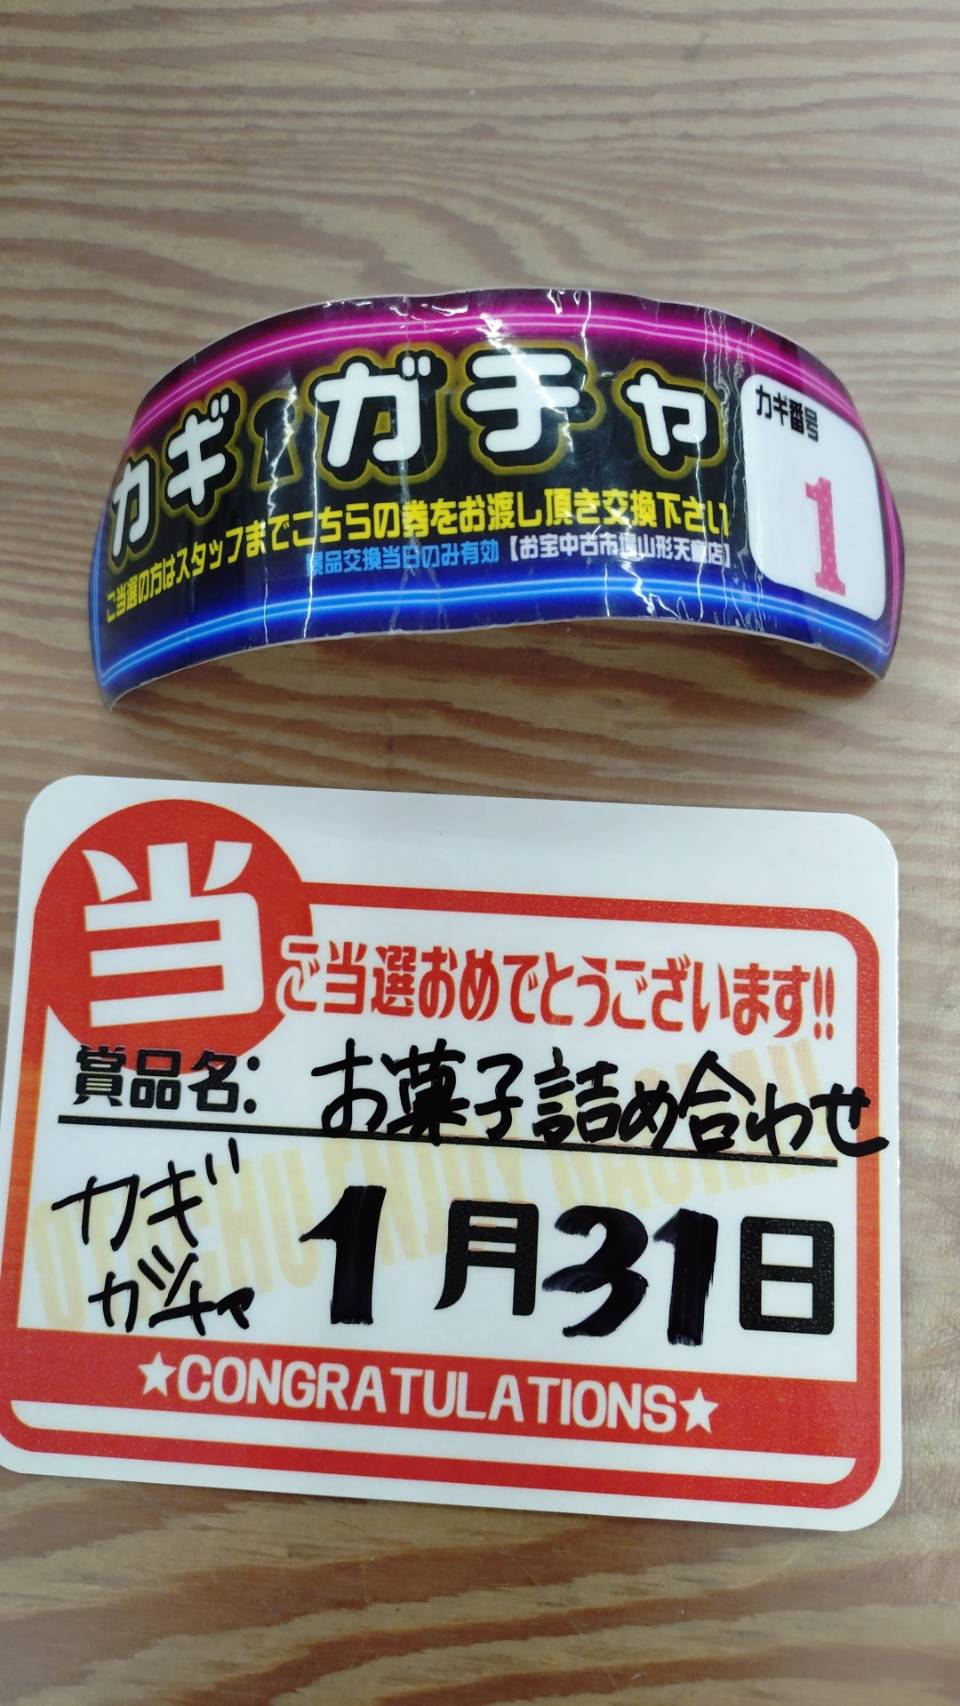 カギガチャ
カギ番号
1
ご当選の方はスタッフまでこちらの券をお渡し頂き交換下さい
景品交換当日のみ有効【お宝中古市場山形天童店】
当
ご当選おめでとうございます!!
賞品名: お菓子詰め合わせ
カギ
ガチャ
1月31日
★CONGRATULATIONS★